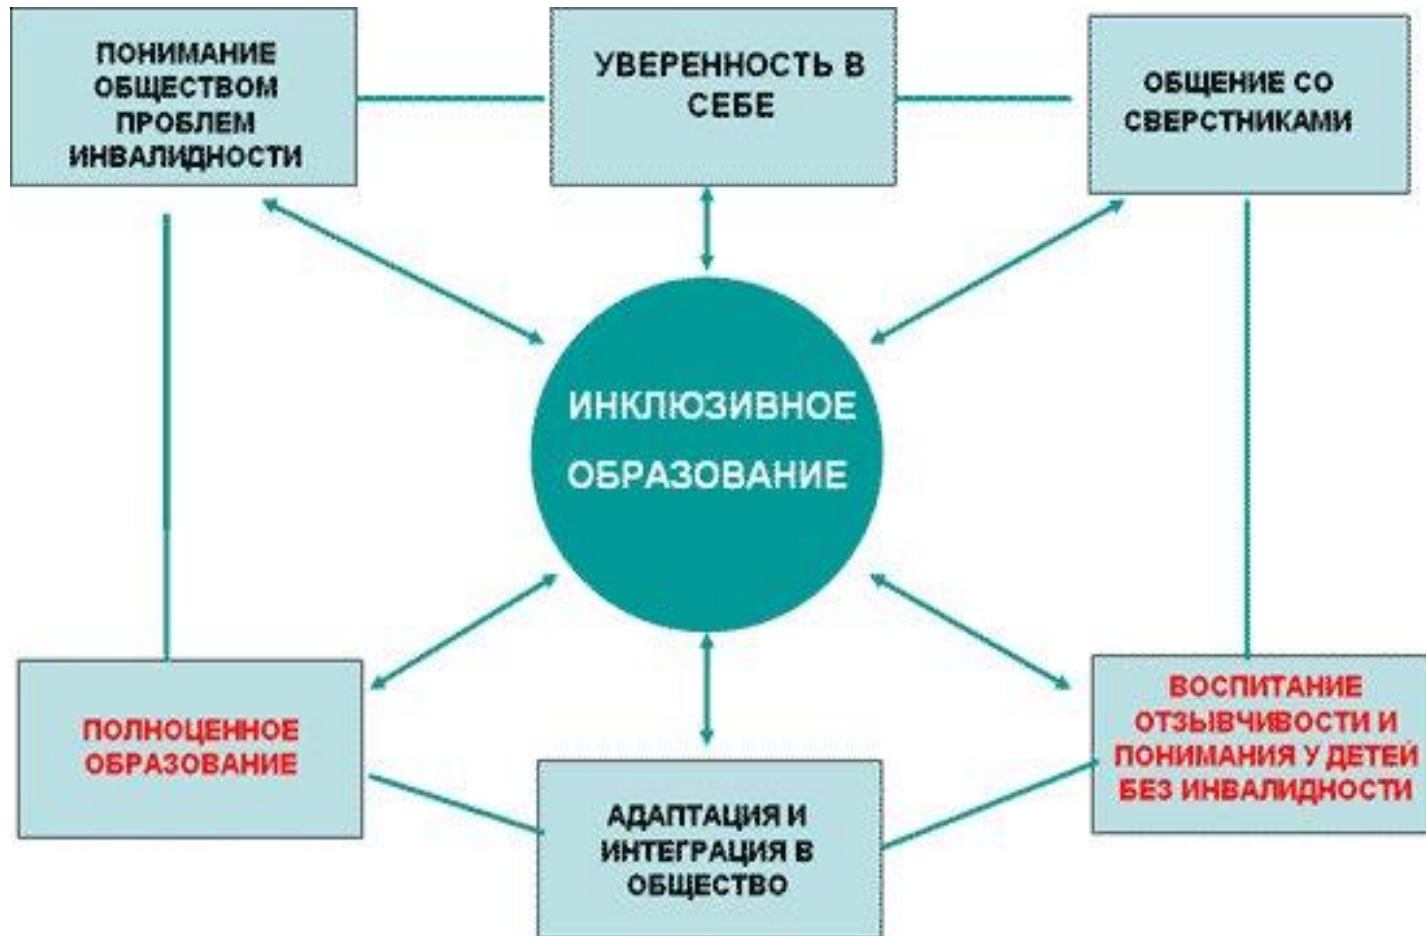 ПОНИМАНИЕ
ОБЩЕСТВОМ
ПРОБЛЕМ
ИНВАЛИДНОСТИ
УВЕРЕННОСТЬ В
СЕБЕ
ОБЩЕНИЕ СО
СВЕРСТНИКАМИ
ИНКЛЮЗИВНОЕ
ОБРАЗОВАНИЕ
ПОЛНОЦЕННОЕ
ОБРАЗОВАНИЕ
АДАПТАЦИЯ И
ИНТЕГРАЦИЯ В
ОБЩЕСТВО
ВОСПИТАНИЕ
ОТЗЫВЧИВОСТИ И
ПОНИМАНИЯ У ДЕТЕЙ
БЕЗ ИНВАЛИДНОСТИ